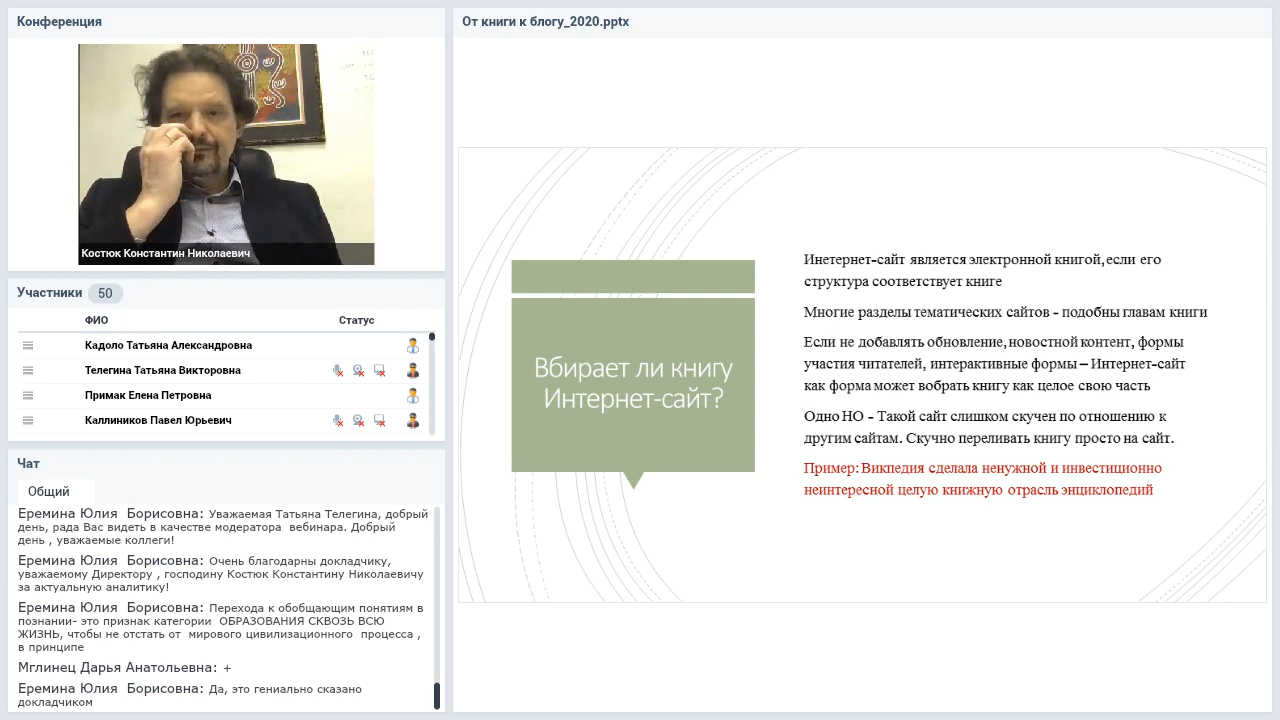 Конференция
Костюк Константин Николаевич
Участники 50
ФИО Статус
Кадоло Татьяна Александровна
Телегина Татьяна Викторовна
Примак Елена Петровна
Каллиников Павел Юрьевич
Чат
Общий
Еремина Юлия Борисовна: Уважаемая Татьяна Телегина, добрый
день, рада Вас видеть в качестве модератора вебинара. Добрый
день , уважаемые коллеги!
Еремина Юлия Борисовна: Очень благодарны докладчику,
уважаемому Директору , господину Костюк Константину Николаевичу
за актуальную аналитику!
Еремина Юлия Борисовна: Перехода к обобщающим понятиям в
познании- это признак категории ОБРАЗОВАНИЯ СКВОЗЬ ВСЮ
ЖИЗНЬ, чтобы не отстать от мирового цивилизационного процесса ,
в принципе
Мглинец Дарья Анатольевна: +
Еремина Юлия Борисовна: Да, это гениально сказано
докладчиком
От книги к блогу_2020.pptx
Вбирает ли книгу
Интернет-сайт?
Инетернет-сайт является электронной книгой, если его
структура соответствует книге
Многие разделы тематических сайтов - подобны главам книги
Если не добавлять обновление, новостной контент, формы
участия читателей, интерактивные формы – Интернет-сайт
как форма может вобрать книгу как целое свою часть
Одно НО - Такой сайт слишком скучен по отношению к
другим сайтам. Скучно переливать книгу просто на сайт.
Пример: Викпедия сделала ненужной и инвестиционно
неинтересной целую книжную отрасль энциклопедий